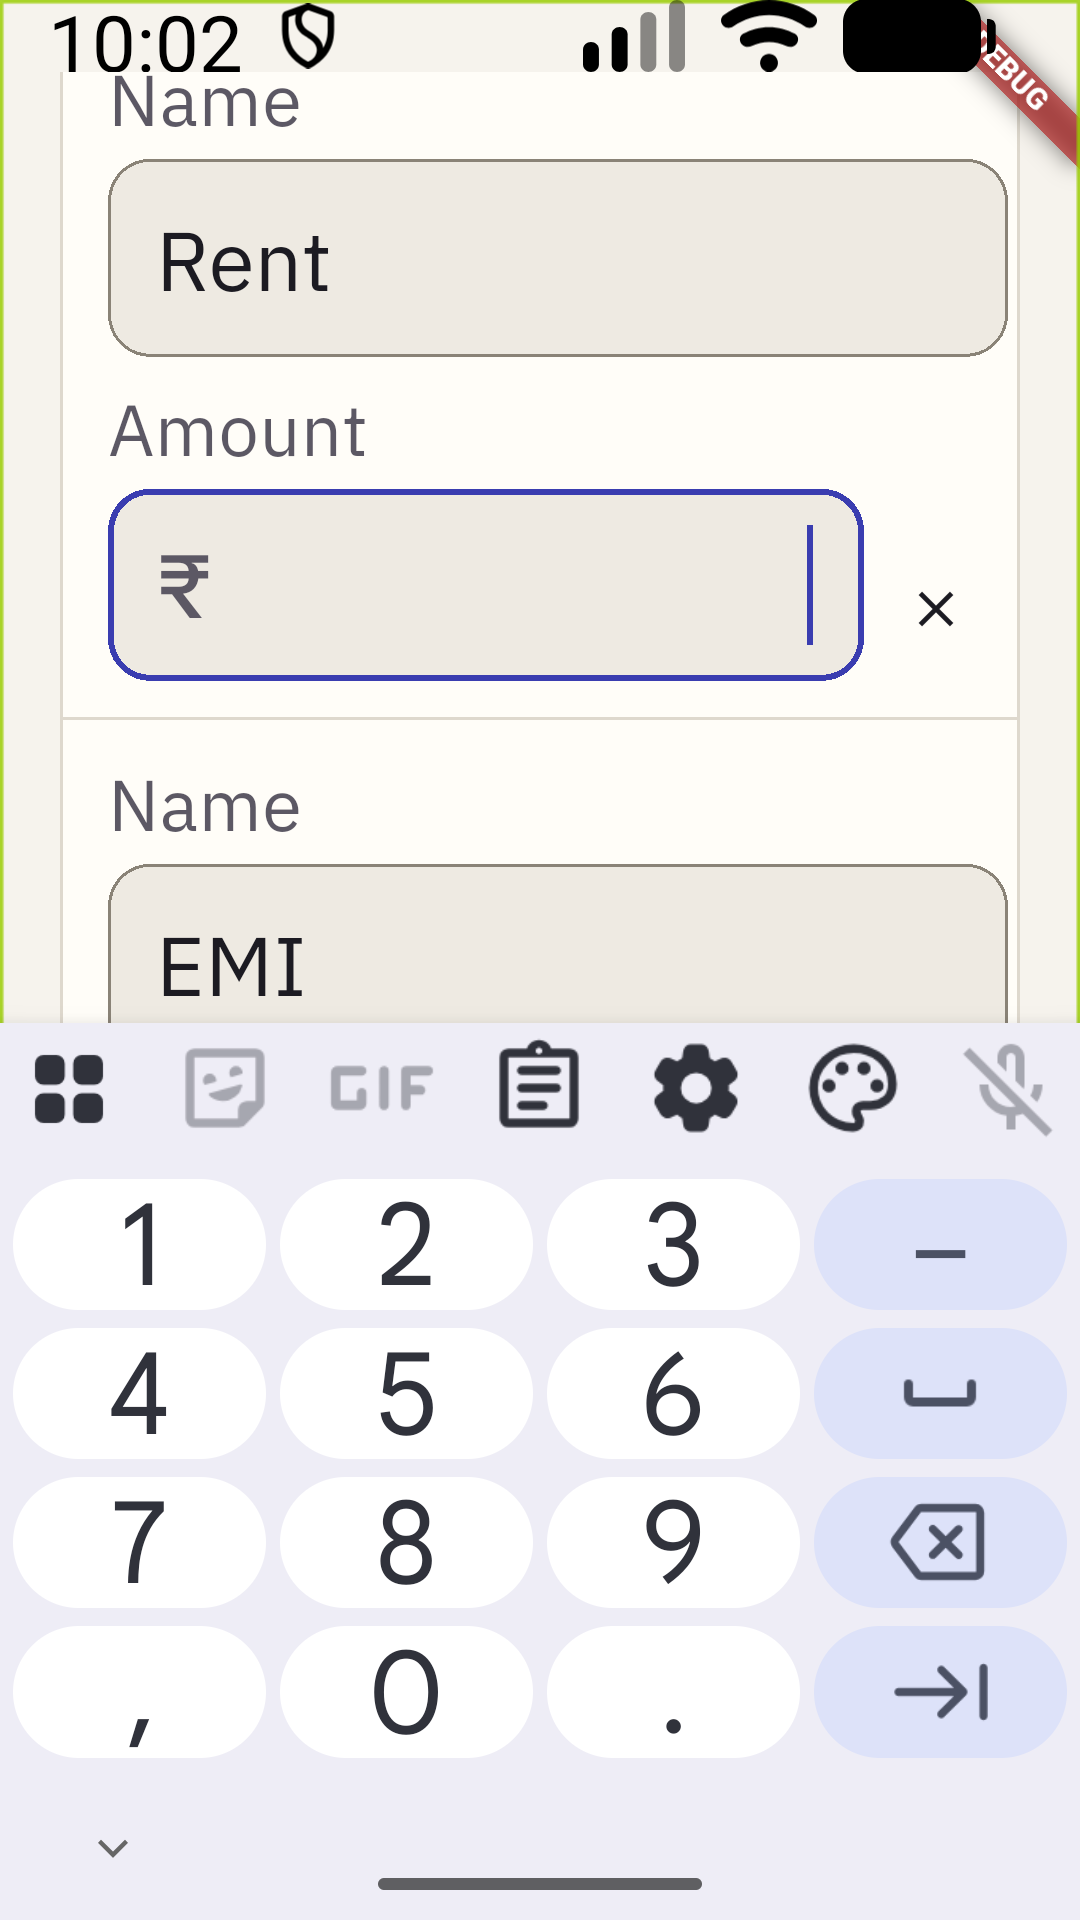 10:02
DEBUG
Name
Rent
Amount
₹
Name
EMI
GIF
1 2 3 –
4 5 6
7 8 9
, 0 .